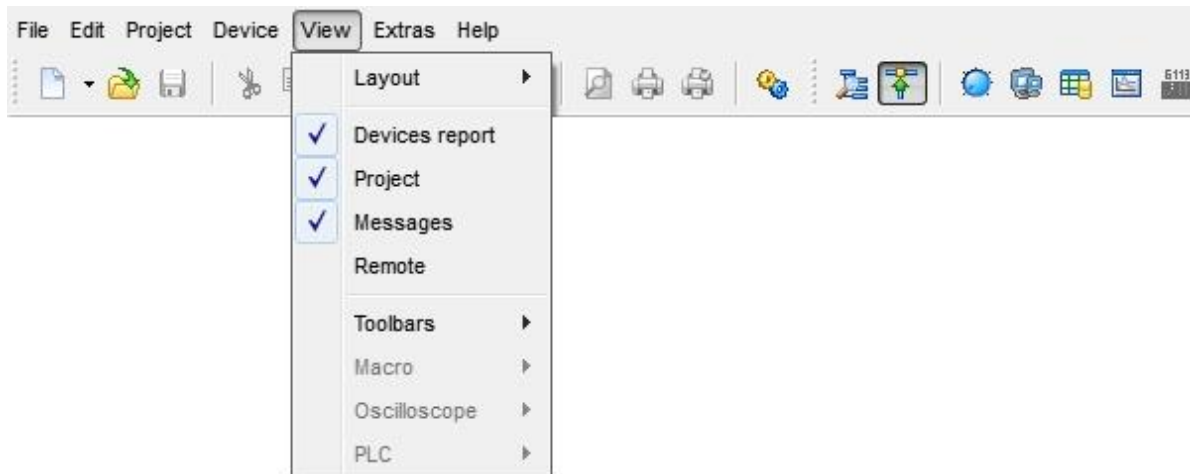 File Edit Project Device View Extras Help
Layout
Devices report
Project
Messages
Remote
Toolbars
Macro
Oscilloscope
PLC